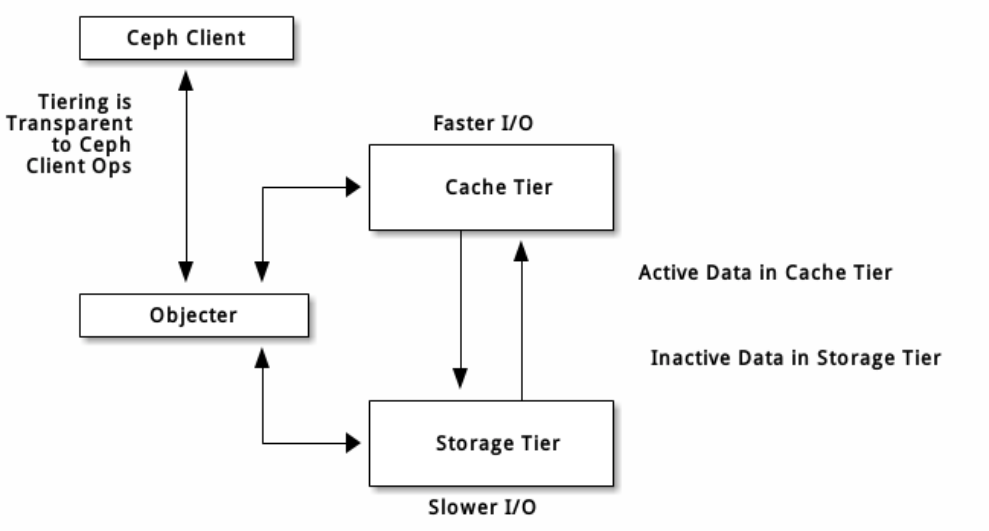 Ceph Client
Tiering is
Transparent
to Ceph
Client Ops
Faster I/O
Cache Tier
Active Data in Cache Tier
Objecter
Inactive Data in Storage Tier
Storage Tier
Slower I/O